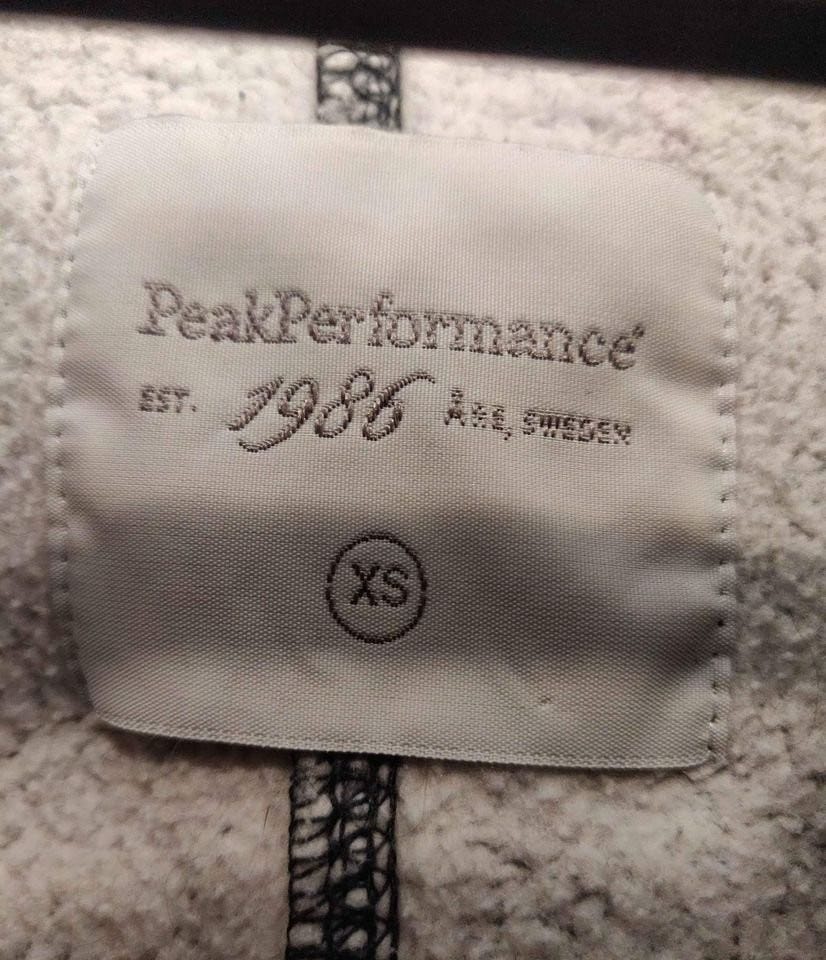 PeakPerformance®
EST. 1986 ÅRE, SWEDEN
XS